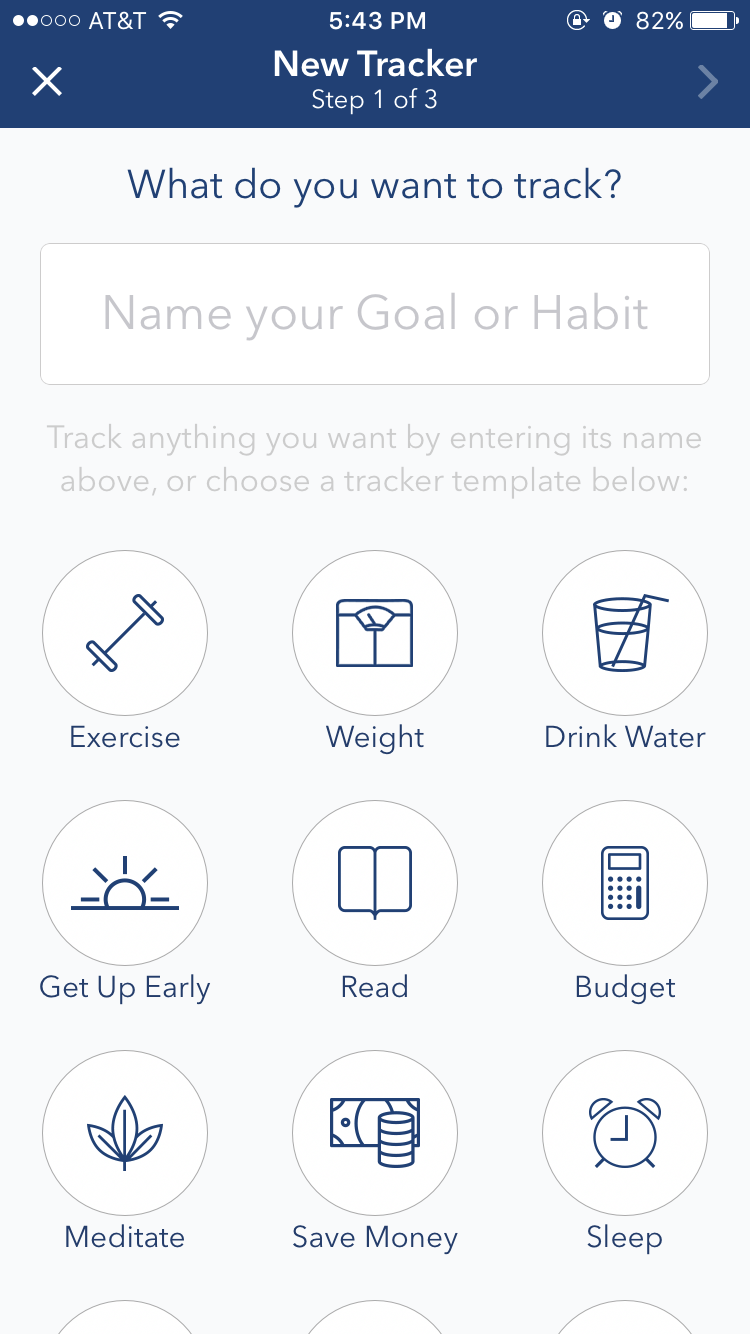 AT&T 5:43 PM 82%
New Tracker
Step 1 of 3
What do you want to track?
Name your Goal or Habit
Track anything you want by entering its name
above, or choose a tracker template below:
Exercise Weight Drink Water
Get Up Early Read Budget
Meditate Save Money Sleep